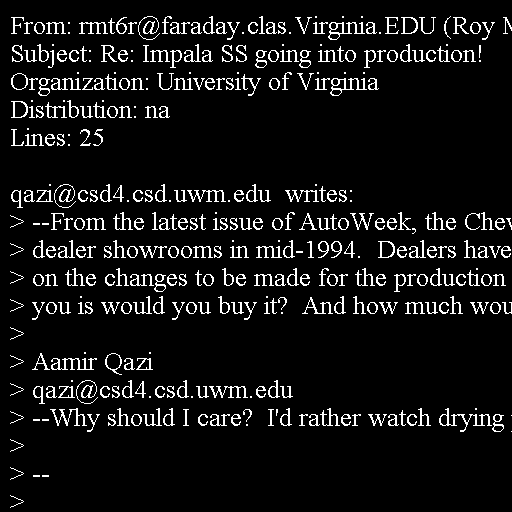 From: rmt6r@faraday.clas.Virginia.EDU (Roy
Subject: Re: Impala SS going into production!
Organization: University of Virginia
Distribution: na
Lines: 25

qazi@csd4.csd.uwm.edu  writes:
> --From the latest issue of AutoWeek, the
> dealer showrooms in mid-1994.  Dealers have
> on the changes to be made for the production
> you is would you buy it?  And how much
>
> Aamir Qazi
> qazi@csd4.csd.uwm.edu
> --Why should I care?  I'd rather watch drying
>
> --
>